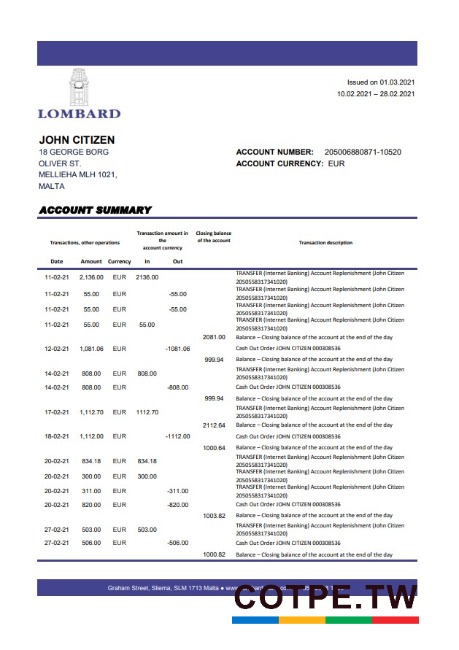 Issued on 01.03.2021
10.02.2021 – 28.02.2021
LOMBARD
JOHN CITIZEN
18 GEORGE BORG
OLIVER ST.
MELLIEHA MLH 1021,
MALTA
ACCOUNT NUMBER: 205006880871-10520
ACCOUNT CURRENCY: EUR
ACCOUNT SUMMARY
Transactions, other operations
Transaction amount in
the
account currency
Closing balance
of the account
Transaction description
Date Amount Currency In Out
11-02-21 2,136.00 EUR 2136.00 TRANSFER (Internet Banking) Account Replenishment (John Citizen
2050558317341020)
11-02-21 55.00 EUR -55.00 TRANSFER (Internet Banking) Account Replenishment (John Citizen
2050558317341020)
11-02-21 55.00 EUR -55.00 TRANSFER (Internet Banking) Account Replenishment (John Citizen
2050558317341020)
11-02-21 55.00 EUR 55.00 TRANSFER (Internet Banking) Account Replenishment (John Citizen
2050558317341020)
2081.00 Balance – Closing balance of the account at the end of the day
12-02-21 1,081.06 EUR -1081.06 Cash Out Order JOHN CITIZEN 000808536
999.94 Balance – Closing balance of the account at the end of the day
14-02-21 808.00 EUR 808.00 TRANSFER (Internet Banking) Account Replenishment (John Citizen
2050558317341020)
14-02-21 808.00 EUR -808.00 Cash Out Order JOHN CITIZEN 000808536
999.94 Balance – Closing balance of the account at the end of the day
17-02-21 1,112.70 EUR 1112.70 TRANSFER (Internet Banking) Account Replenishment (John Citizen
2050558317341020)
2112.64 Balance – Closing balance of the account at the end of the day
18-02-21 1,112.00 EUR -1112.00 Cash Out Order JOHN CITIZEN 000808536
1000.64 Balance – Closing balance of the account at the end of the day
20-02-21 834.18 EUR 834.18 TRANSFER (Internet Banking) Account Replenishment (John Citizen
2050558317341020)
20-02-21 300.00 EUR 300.00 TRANSFER (Internet Banking) Account Replenishment (John Citizen
2050558317341020)
20-02-21 311.00 EUR -311.00 TRANSFER (Internet Banking) Account Replenishment (John Citizen
2050558317341020)
20-02-21 820.00 EUR -820.00 Cash Out Order JOHN CITIZEN 000808536
1003.82 Balance – Closing balance of the account at the end of the day
27-02-21 503.00 EUR 503.00 TRANSFER (Internet Banking) Account Replenishment (John Citizen
2050558317341020)
27-02-21 506.00 EUR -506.00 Cash Out Order JOHN CITIZEN 000808536
1000.82 Balance – Closing balance of the account at the end of the day
Graham Street, Sliema, SLM 1713 Malta ●
COTPE.TW